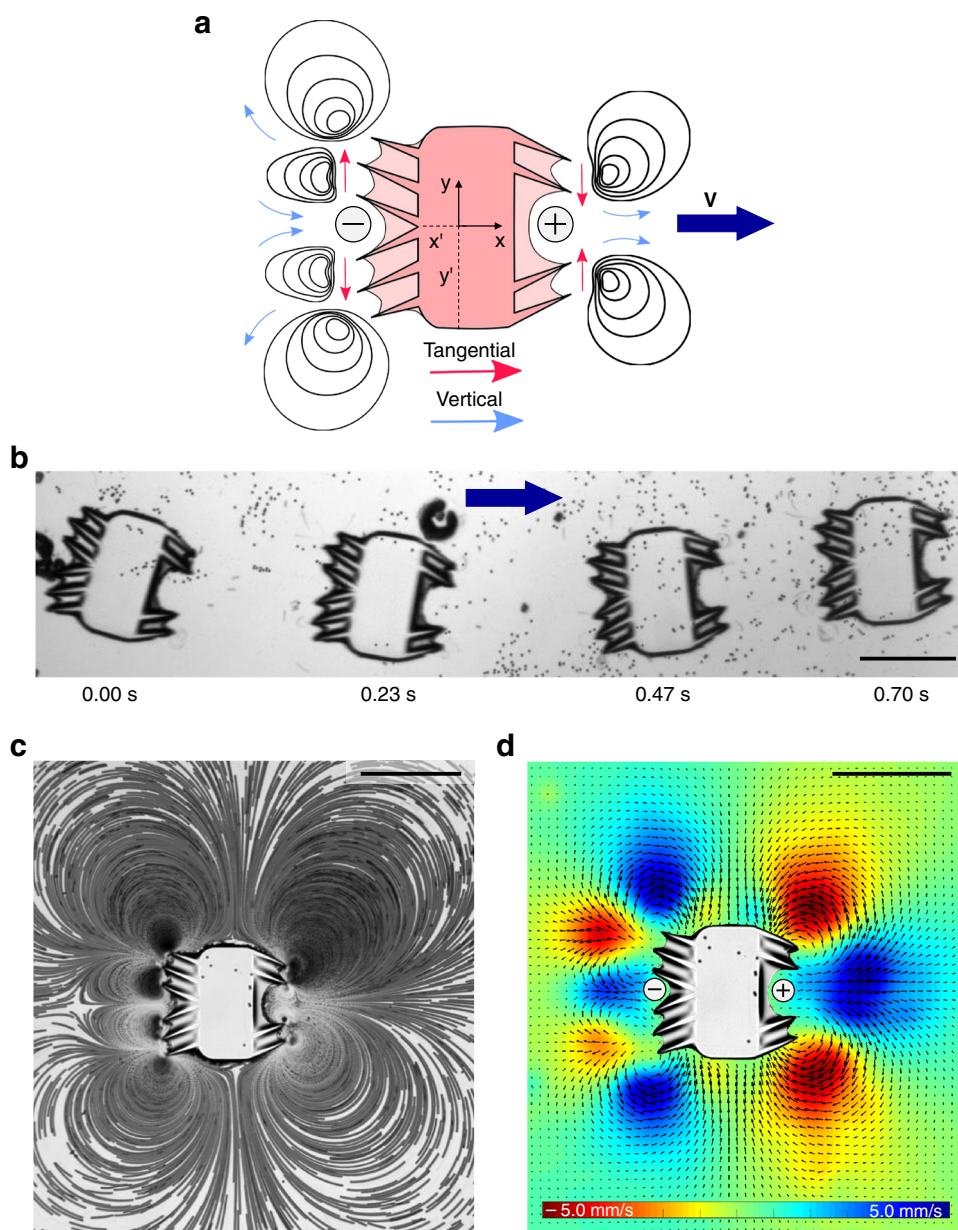 a
V
y
− +
x' x
y'
Tangential
Vertical
b
0.00 s 0.23 s 0.47 s 0.70 s
c d
− +
− 5.0 mm/s 5.0 mm/s